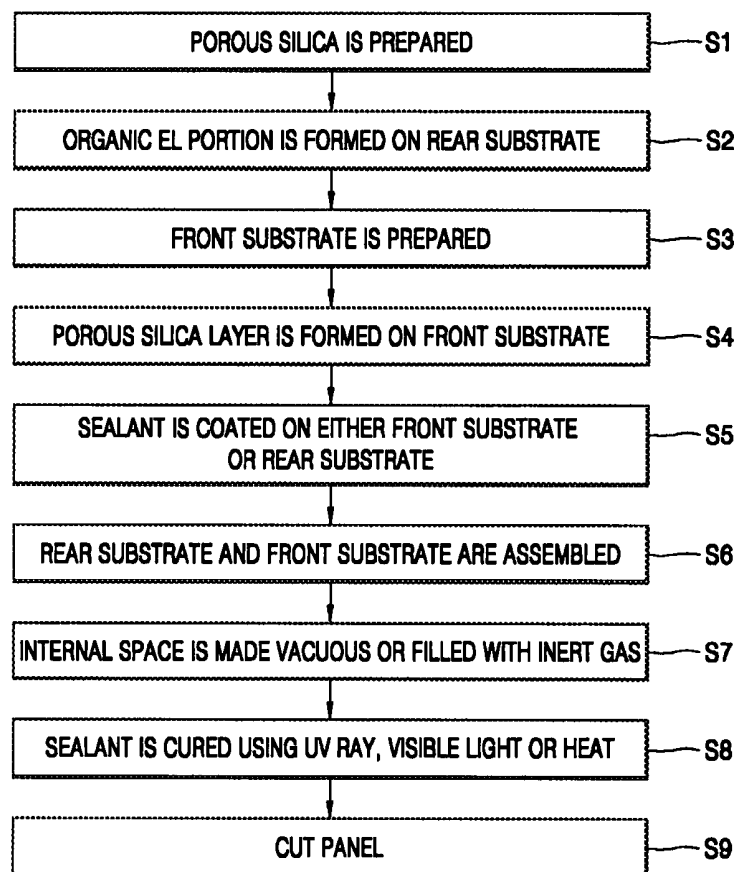 POROUS SILICA IS PREPARED S1
ORGANIC EL PORTION IS FORMED ON REAR SUBSTRATE S2
FRONT SUBSTRATE IS PREPARED S3
POROUS SILICA LAYER IS FORMED ON FRONT SUBSTRATE S4
SEALANT IS COATED ON EITHER FRONT SUBSTRATE
OR REAR SUBSTRATE S5
REAR SUBSTRATE AND FRONT SUBSTRATE ARE ASSEMBLED S6
INTERNAL SPACE IS MADE VACUOUS OR FILLED WITH INERT GAS S7
SEALANT IS CURED USING UV RAY, VISIBLE LIGHT OR HEAT S8
CUT PANEL S9